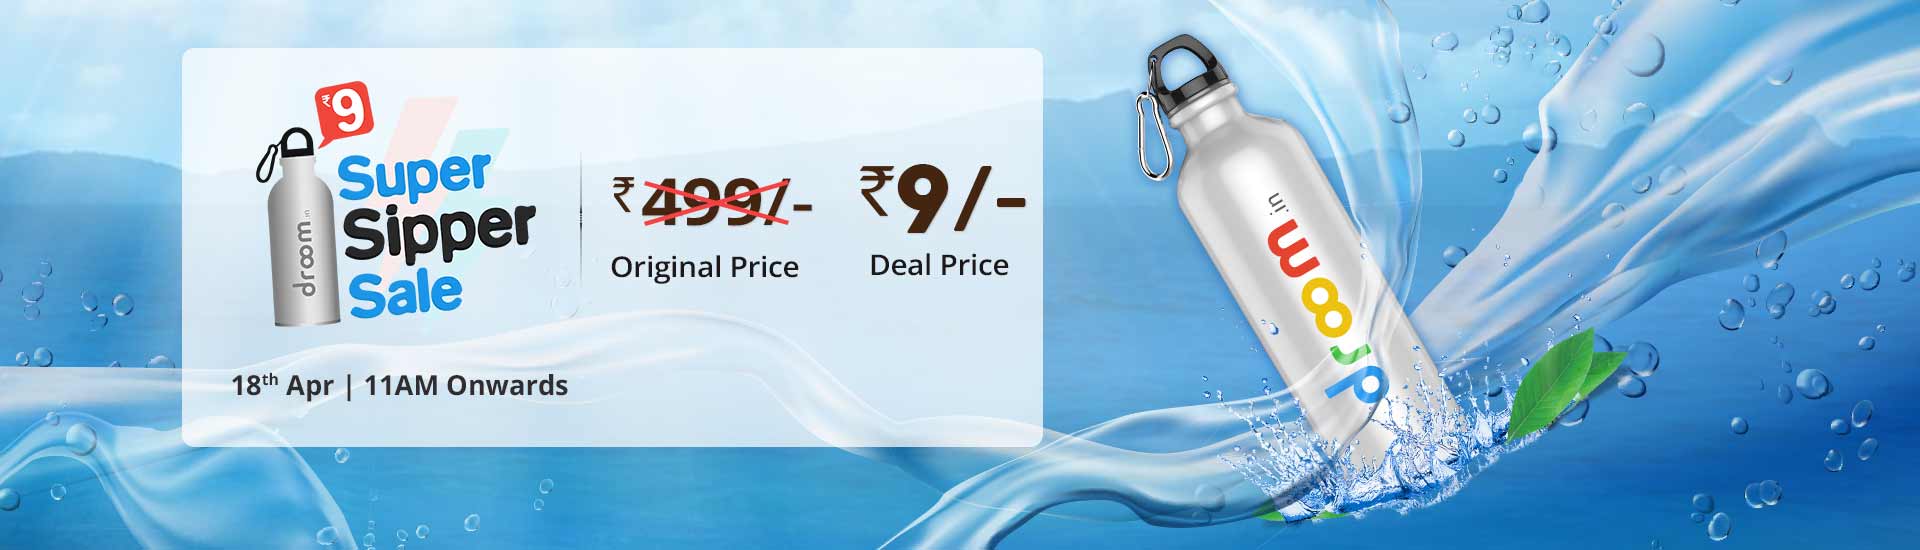 ₹9
Super
Sipper
Sale
droom.in
₹ 499/-
Original Price
₹9/-
Deal Price
18th Apr | 11AM Onwards
droom.in